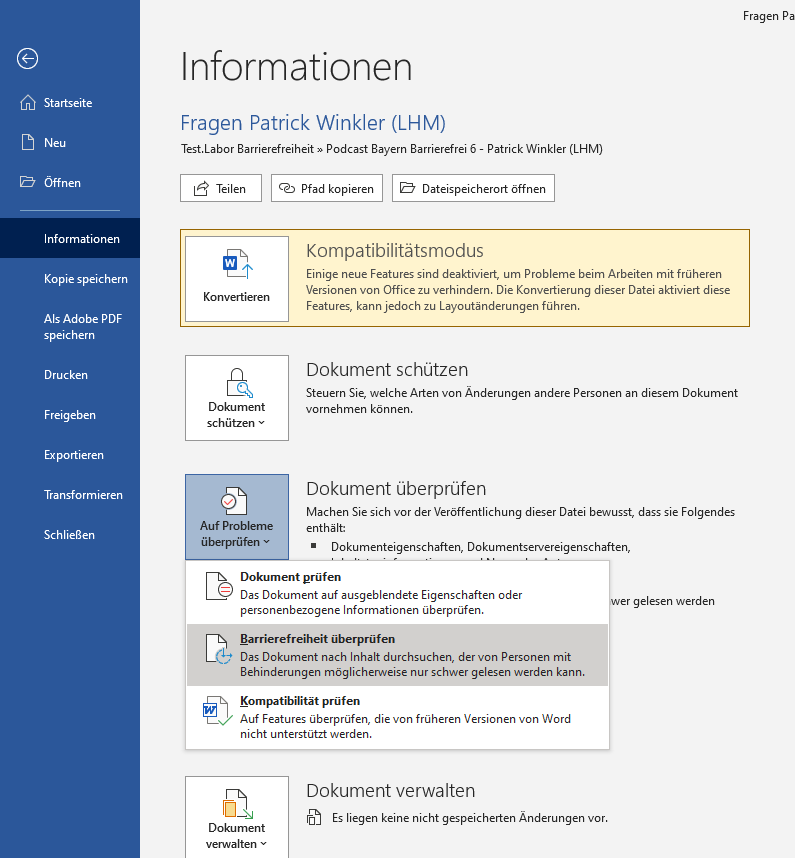 Fragen Pa
Informationen
Startseite
Neu
Öffnen
Informationen
Kopie speichern
Als Adobe PDF
speichern
Drucken
Freigeben
Exportieren
Transformieren
Schließen
Fragen Patrick Winkler (LHM)
Test.Labor Barrierefreiheit » Podcast Bayern Barrierefrei 6 - Patrick Winkler (LHM)
Teilen
Pfad kopieren
Dateispeicherort öffnen
Konvertieren
Kompatibilitätsmodus
Einige neue Features sind deaktiviert, um Probleme beim Arbeiten mit früheren
Versionen von Office zu verhindern. Die Konvertierung dieser Datei aktiviert diese
Features, kann jedoch zu Layoutänderungen führen.
Dokument
schützen
Dokument schützen
Steuern Sie, welche Arten von Änderungen andere Personen an diesem Dokument
vornehmen können.
Auf Probleme
überprüfen
Dokument überprüfen
Machen Sie sich vor der Veröffentlichung dieser Datei bewusst, dass sie Folgendes
enthält:
Dokumenteigenschaften, Dokumentservereigenschaften,
wer gelesen werden
Dokument prüfen
Das Dokument auf ausgeblendete Eigenschaften oder
personenbezogene Informationen überprüfen.
Barrierefreiheit überprüfen
Das Dokument nach Inhalt durchsuchen, der von Personen mit
Behinderungen möglicherweise nur schwer gelesen werden kann.
Kompatibilität prüfen
Auf Features überprüfen, die von früheren Versionen von Word
nicht unterstützt werden.
Dokument
verwalten
Dokument verwalten
Es liegen keine nicht gespeicherten Änderungen vor.